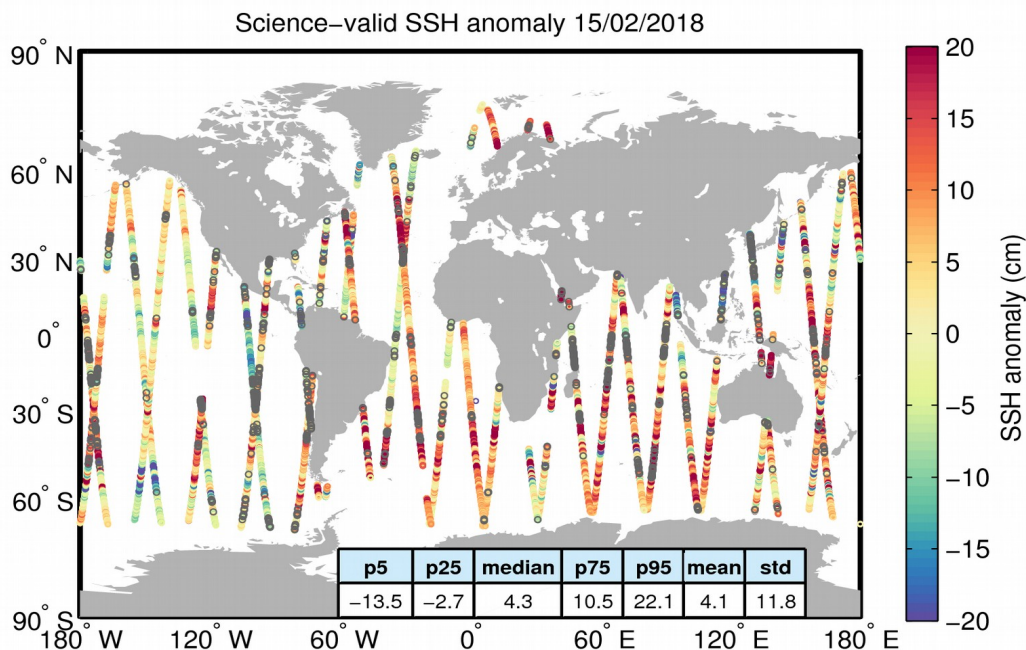 Science−valid SSH anomaly 15/02/2018
90° N
60° N
30° N
0°
30° S
60° S
90° S
180° W
120° W
60° W
0°
60° E
120° E
180° E
p5 p25 median p75 p95 mean std
−13.5 −2.7 4.3 10.5 22.1 4.1 11.8
20
15
10
5
0
−5
−10
−15
−20
SSH anomaly (cm)